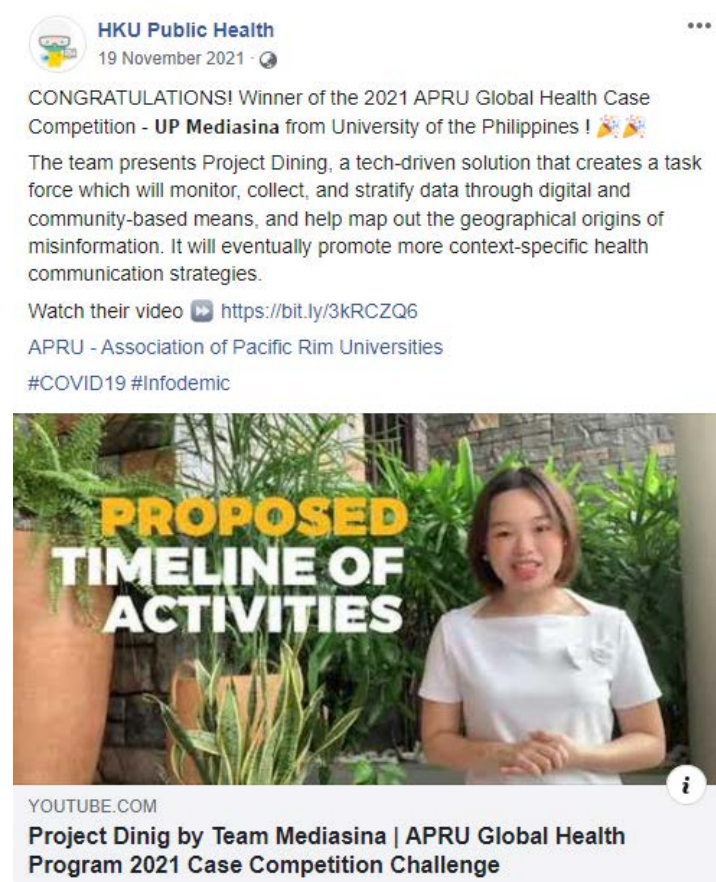 HKU Public Health
19 November 2021 ·
CONGRATULATIONS! Winner of the 2021 APRU Global Health Case
Competition - UP Mediasina from University of the Philippines ! 🎉🎉
The team presents Project Dining, a tech-driven solution that creates a task
force which will monitor, collect, and stratify data through digital and
community-based means, and help map out the geographical origins of
misinformation. It will eventually promote more context-specific health
communication strategies.
Watch their video ⏩ https://bit.ly/3kRCZQ6
APRU - Association of Pacific Rim Universities
#COVID19 #Infodemic
PROPOSED
TIMELINE OF
ACTIVITIES
YOUTUBE.COM
Project Dinig by Team Mediasina | APRU Global Health
Program 2021 Case Competition Challenge